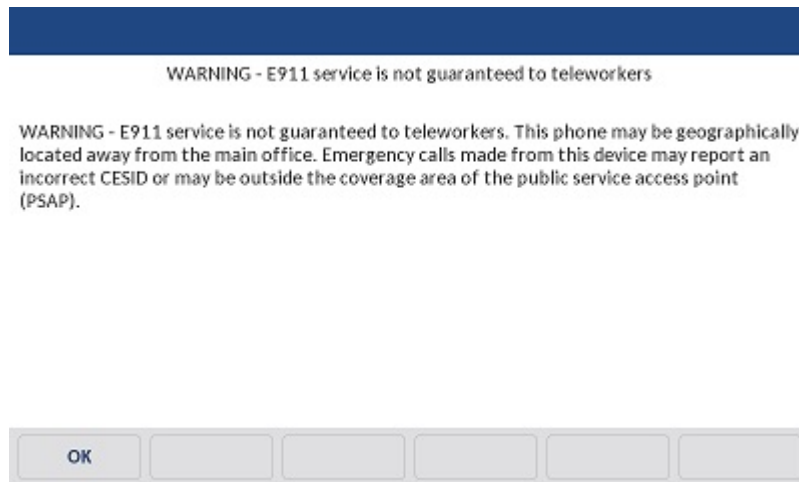 WARNING - E911 service is not guaranteed to teleworkers
WARNING - E911 service is not guaranteed to teleworkers. This phone may be geographically
located away from the main office. Emergency calls made from this device may report an
incorrect CESID or may be outside the coverage area of the public service access point
(PSAP).
OK